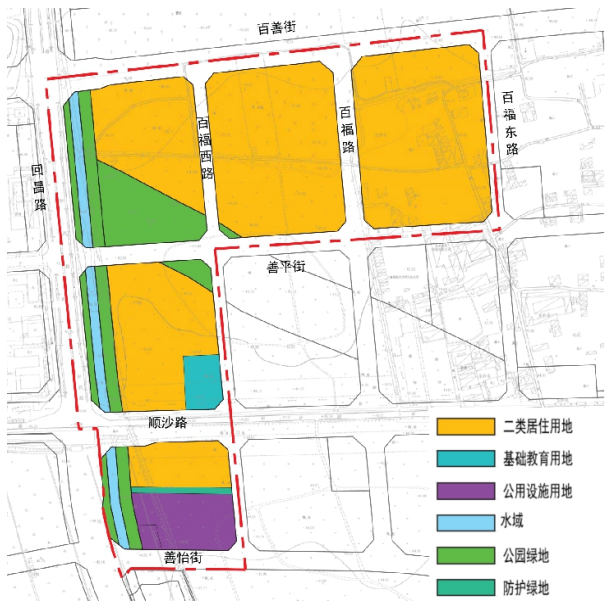 百善街
百福西路
百福路
百福东路
回昌路
善平街
顺沙路
善怡街
二类居住用地
基础教育用地
公用设施用地
水域
公园绿地
防护绿地